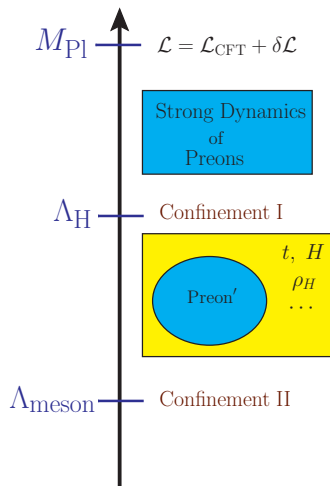 M_Pl
ℒ = ℒ_CFT + δℒ
Strong Dynamics
of
Preons
Λ_H
Confinement I
t, H
ρ_H
...
Preon′
Λ_meson
Confinement II